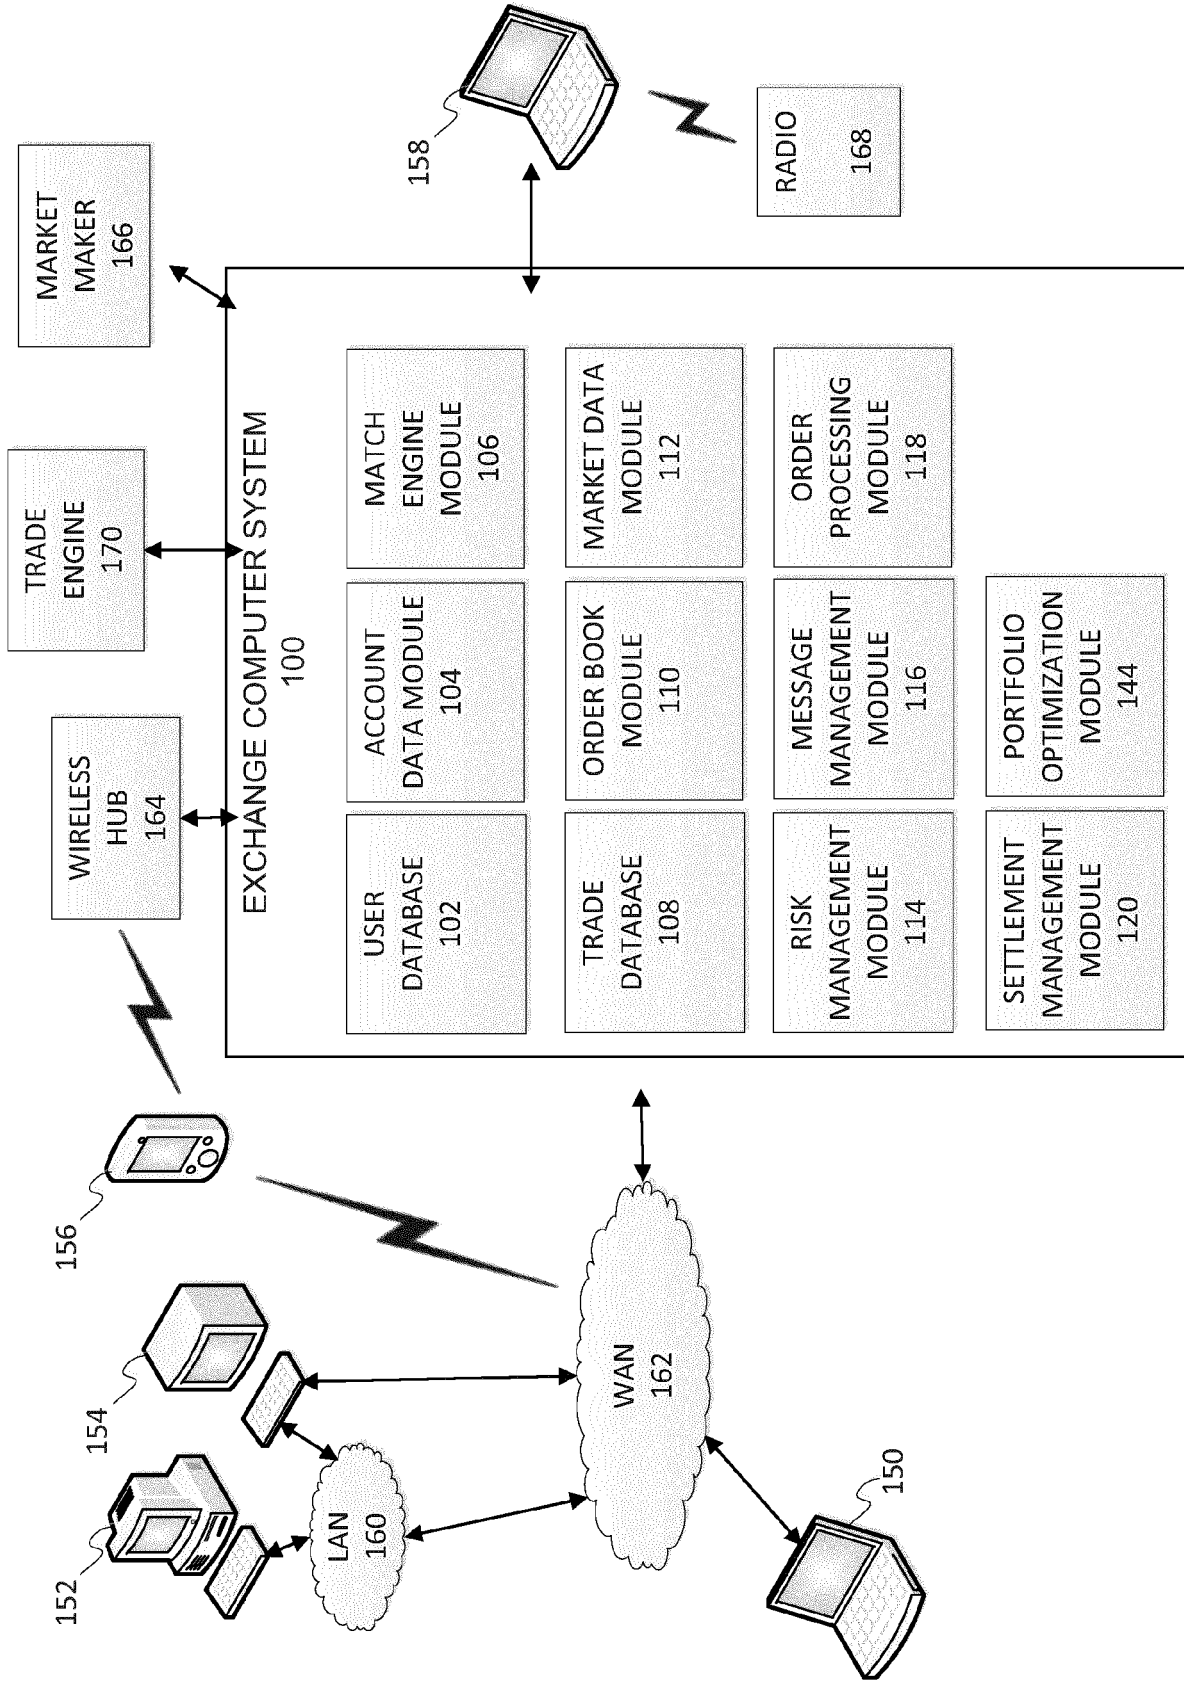 152
154
156
LAN
160
WAN
162
150
WIRELESS
HUB
164
TRADE
ENGINE
170
MARKET
MAKER
166
EXCHANGE COMPUTER SYSTEM
100
USER
DATABASE
102
ACCOUNT
DATA MODULE
104
MATCH
ENGINE
MODULE
106
TRADE
DATABASE
108
ORDER BOOK
MODULE
110
MARKET DATA
MODULE
112
RISK
MANAGEMENT
MODULE
114
MESSAGE
MANAGEMENT
MODULE
116
ORDER
PROCESSING
MODULE
118
SETTLEMENT
MANAGEMENT
MODULE
120
PORTFOLIO
OPTIMIZATION
MODULE
144
158
RADIO
168